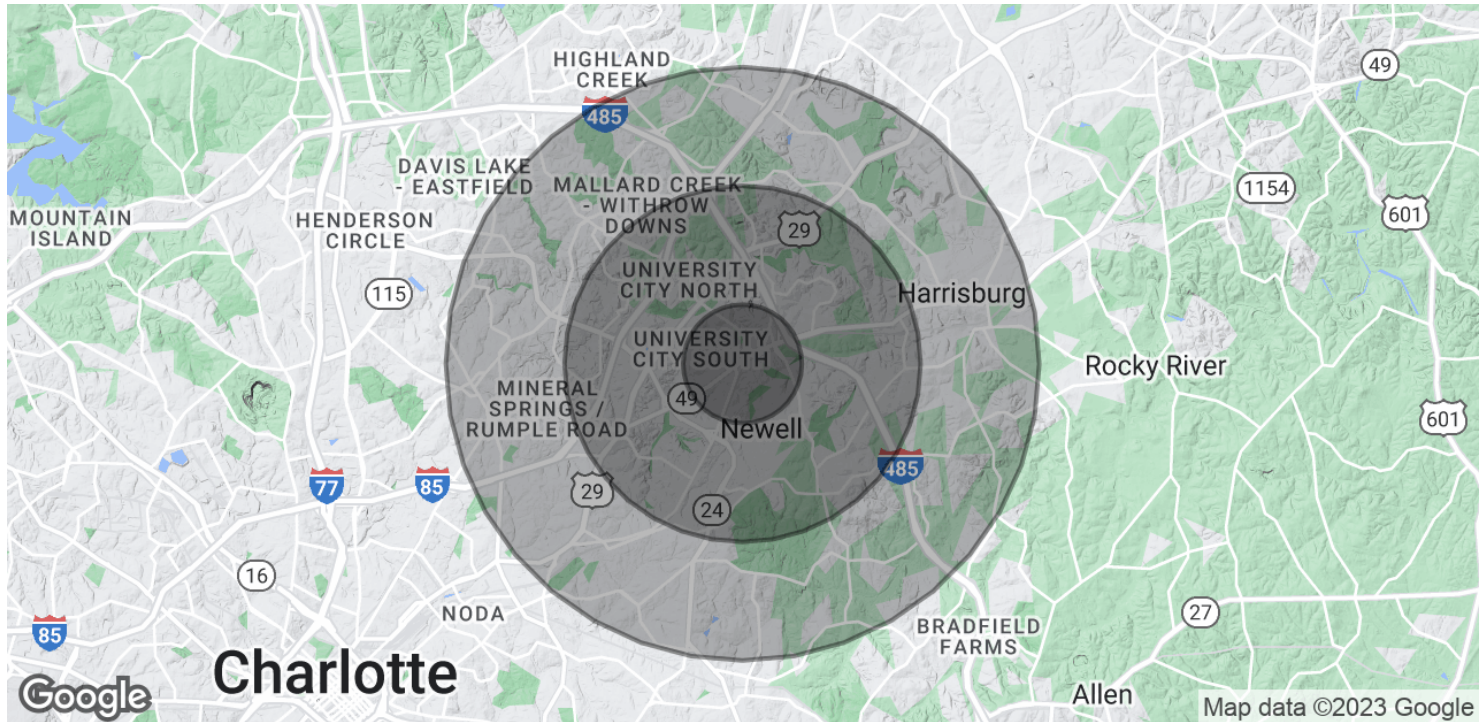 HIGHLAND
CREEK
49
485
DAVIS LAKE
- EASTFIELD
MALLARD CREEK
- WITHROW
DOWNS
1154
MOUNTAIN
ISLAND
HENDERSON
CIRCLE
601
29
UNIVERSITY
CITY NORTH
115
Harrisburg
UNIVERSITY
CITY SOUTH
Rocky River
MINERAL
SPRINGS /
RUMPLE ROAD
49
Newell
601
77
85
29
485
24
16
NODA
27
85
BRADFIELD
FARMS
Charlotte
Allen
Google
Map data ©2023 Google